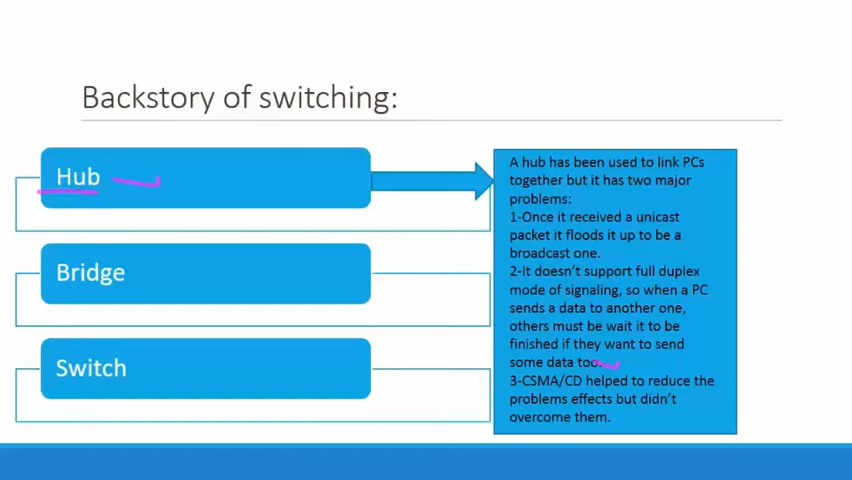 Backstory of switching:
Hub
Bridge
Switch
A hub has been used to link PCs
together but it has two major
problems:
1-Once it received a unicast
packet it floods it up to be a
broadcast one.
2-It doesn't support full duplex
mode of signaling, so when a PC
sends a data to another one,
others must be wait it to be
finished if they want to send
some data too.
3-CSMA/CD helped to reduce the
problems effects but didn't
overcome them.